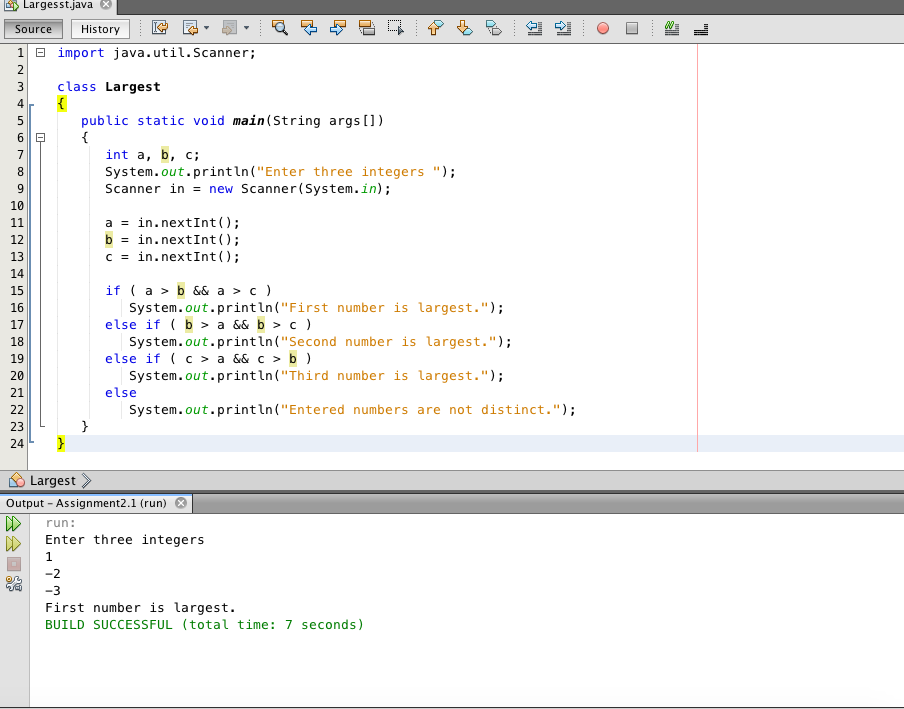 Largesst.java
Source History
1 import java.util.Scanner;
2
3 class Largest
4 {
5 public static void main(String args[])
6 {
7 int a, b, c;
8 System.out.println("Enter three integers ");
9 Scanner in = new Scanner(System.in);
10
11 a = in.nextInt();
12 b = in.nextInt();
13 c = in.nextInt();
14
15 if ( a > b && a > c )
16 System.out.println("First number is largest.");
17 else if ( b > a && b > c )
18 System.out.println("Second number is largest.");
19 else if ( c > a && c > b )
20 System.out.println("Third number is largest.");
21 else
22 System.out.println("Entered numbers are not distinct.");
23 }
24 }
Largest
Output – Assignment2.1 (run)
run:
Enter three integers
1
-2
-3
First number is largest.
BUILD SUCCESSFUL (total time: 7 seconds)